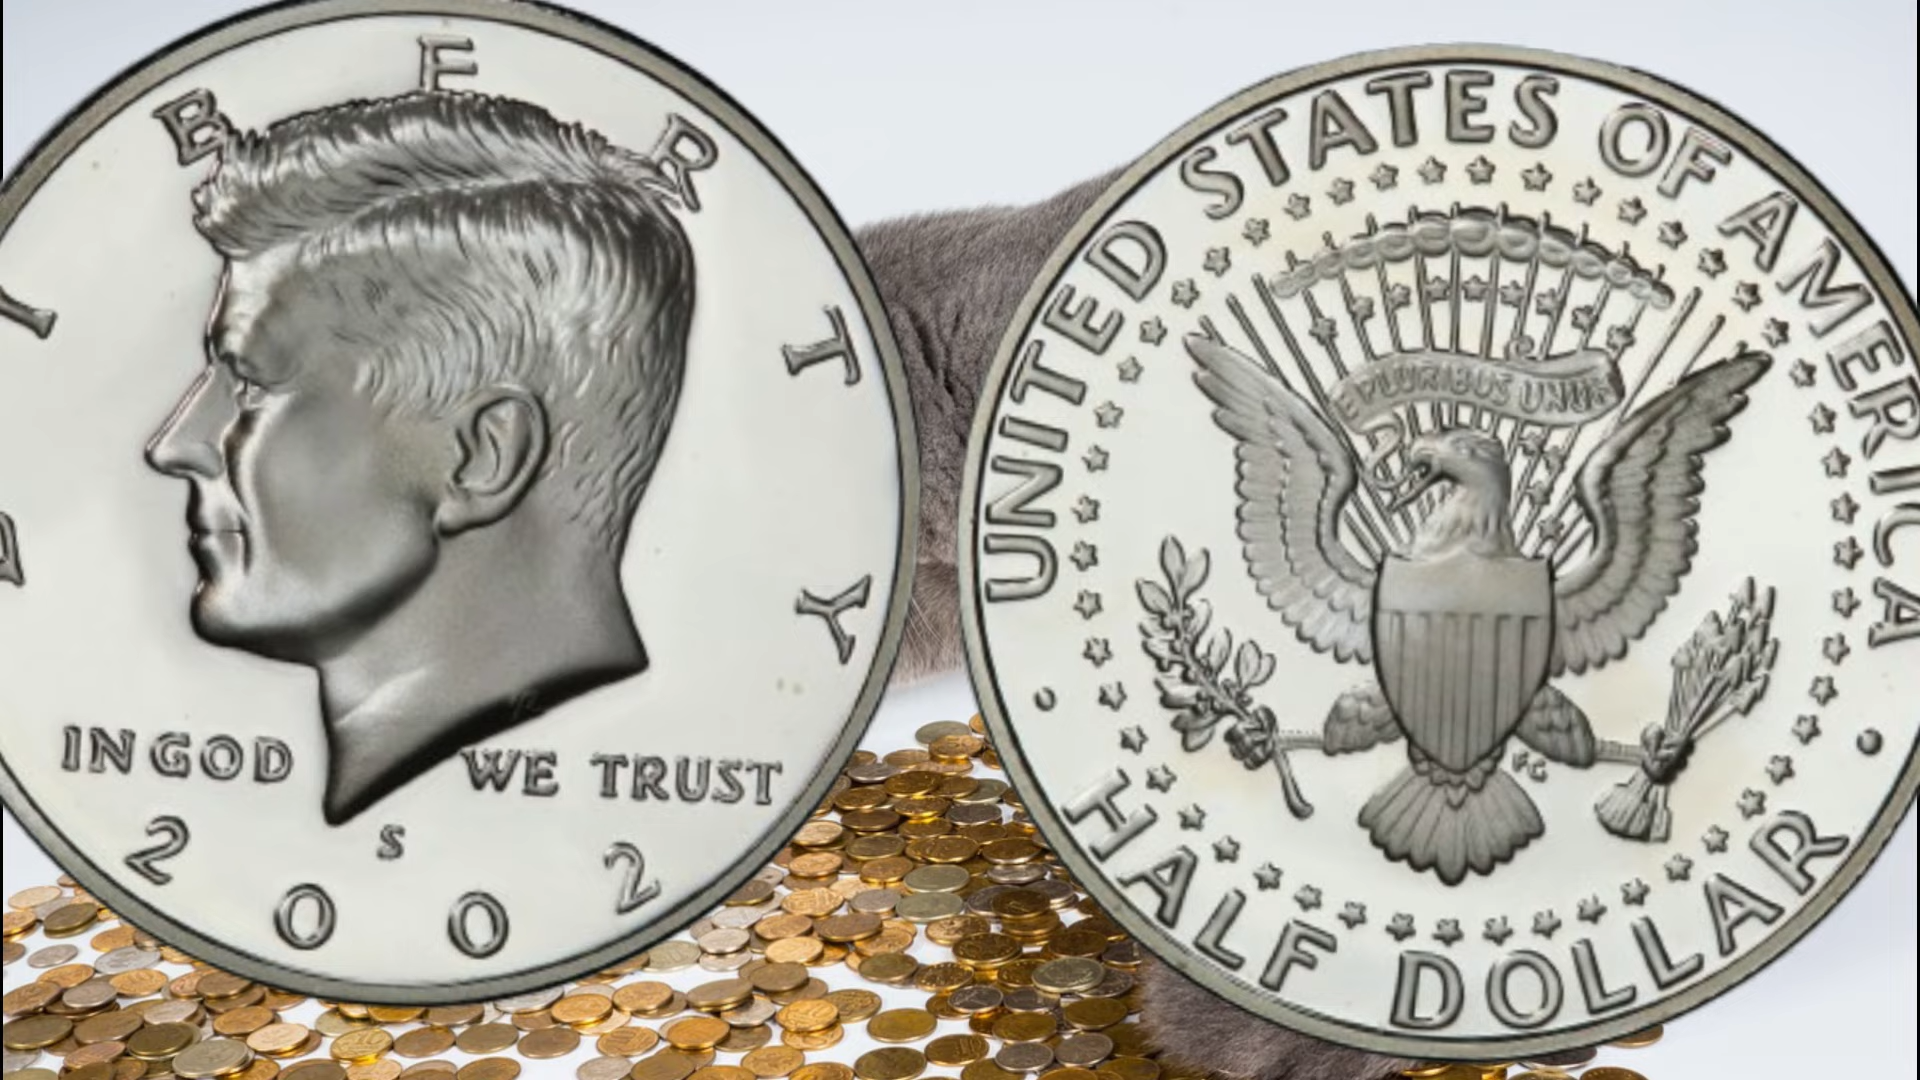 LIBERTY
IN GOD WE TRUST
S
2002
UNITED STATES OF AMERICA
E PLURIBUS UNUM
FG
HALF DOLLAR